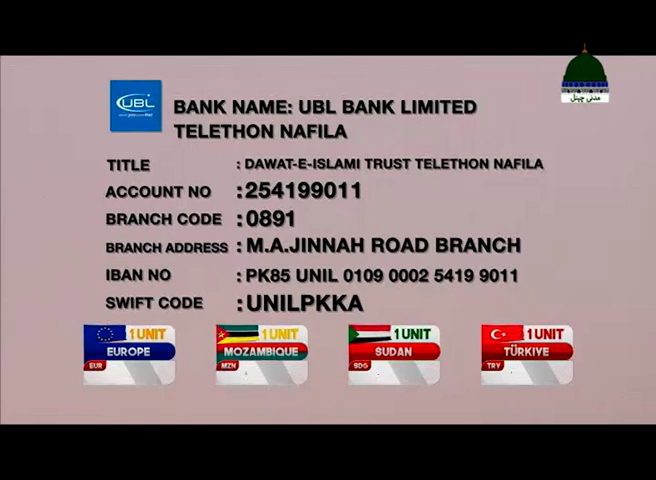 مدنی چینل
UBL
BANK NAME: UBL BANK LIMITED
TELETHON NAFILA
TITLE : DAWAT-E-ISLAMI TRUST TELETHON NAFILA
ACCOUNT NO : 254199011
BRANCH CODE : 0891
BRANCH ADDRESS : M.A.JINNAH ROAD BRANCH
IBAN NO : PK85 UNIL 0109 0002 5419 9011
SWIFT CODE : UNILPKKA
1 UNIT 1 UNIT 1 UNIT 1 UNIT
EUROPE MOZAMBIQUE SUDAN TÜRKIYE
EUR MZN SDG TRY